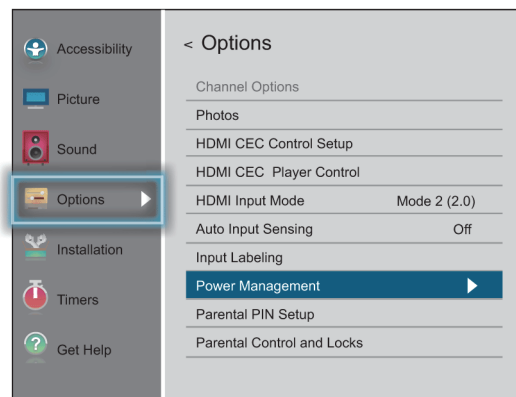 Accessibility
Picture
Sound
Options
Installation
Timers
Get Help
< Options
Channel Options
Photos
HDMI CEC Control Setup
HDMI CEC Player Control
HDMI Input Mode Mode 2 (2.0)
Auto Input Sensing Off
Input Labeling
Power Management
Parental PIN Setup
Parental Control and Locks